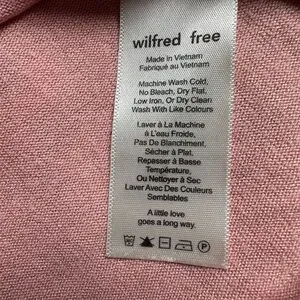 wilfred free
Made in Vietnam
Fabriqué au Vietnam
Machine Wash Cold,
No Bleach, Dry Flat,
Low Iron, Or Dry Clean
Wash With Like Colours
Laver À La Machine
à L'eau Froide,
Pas De Blanchiment,
Sécher à Plat,
Repasser à Basse
Température,
Ou Nettoyer à Sec
Laver Avec Des Couleurs
Semblables
A little love
goes a long way.